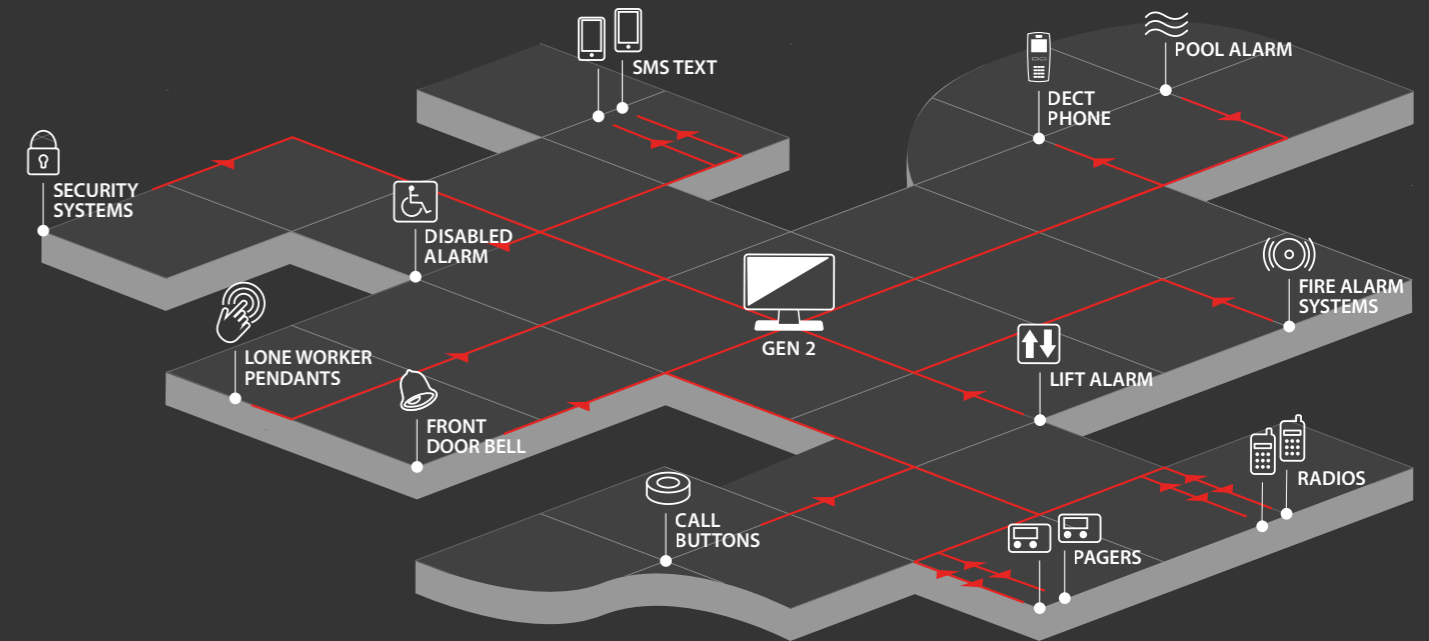 SMS TEXT
POOL ALARM
DECT
PHONE
SECURITY
SYSTEMS
DISABLED
ALARM
FIRE ALARM
SYSTEMS
GEN 2
LONE WORKER
PENDANTS
LIFT ALARM
FRONT
DOOR BELL
RADIOS
CALL
BUTTONS
PAGERS